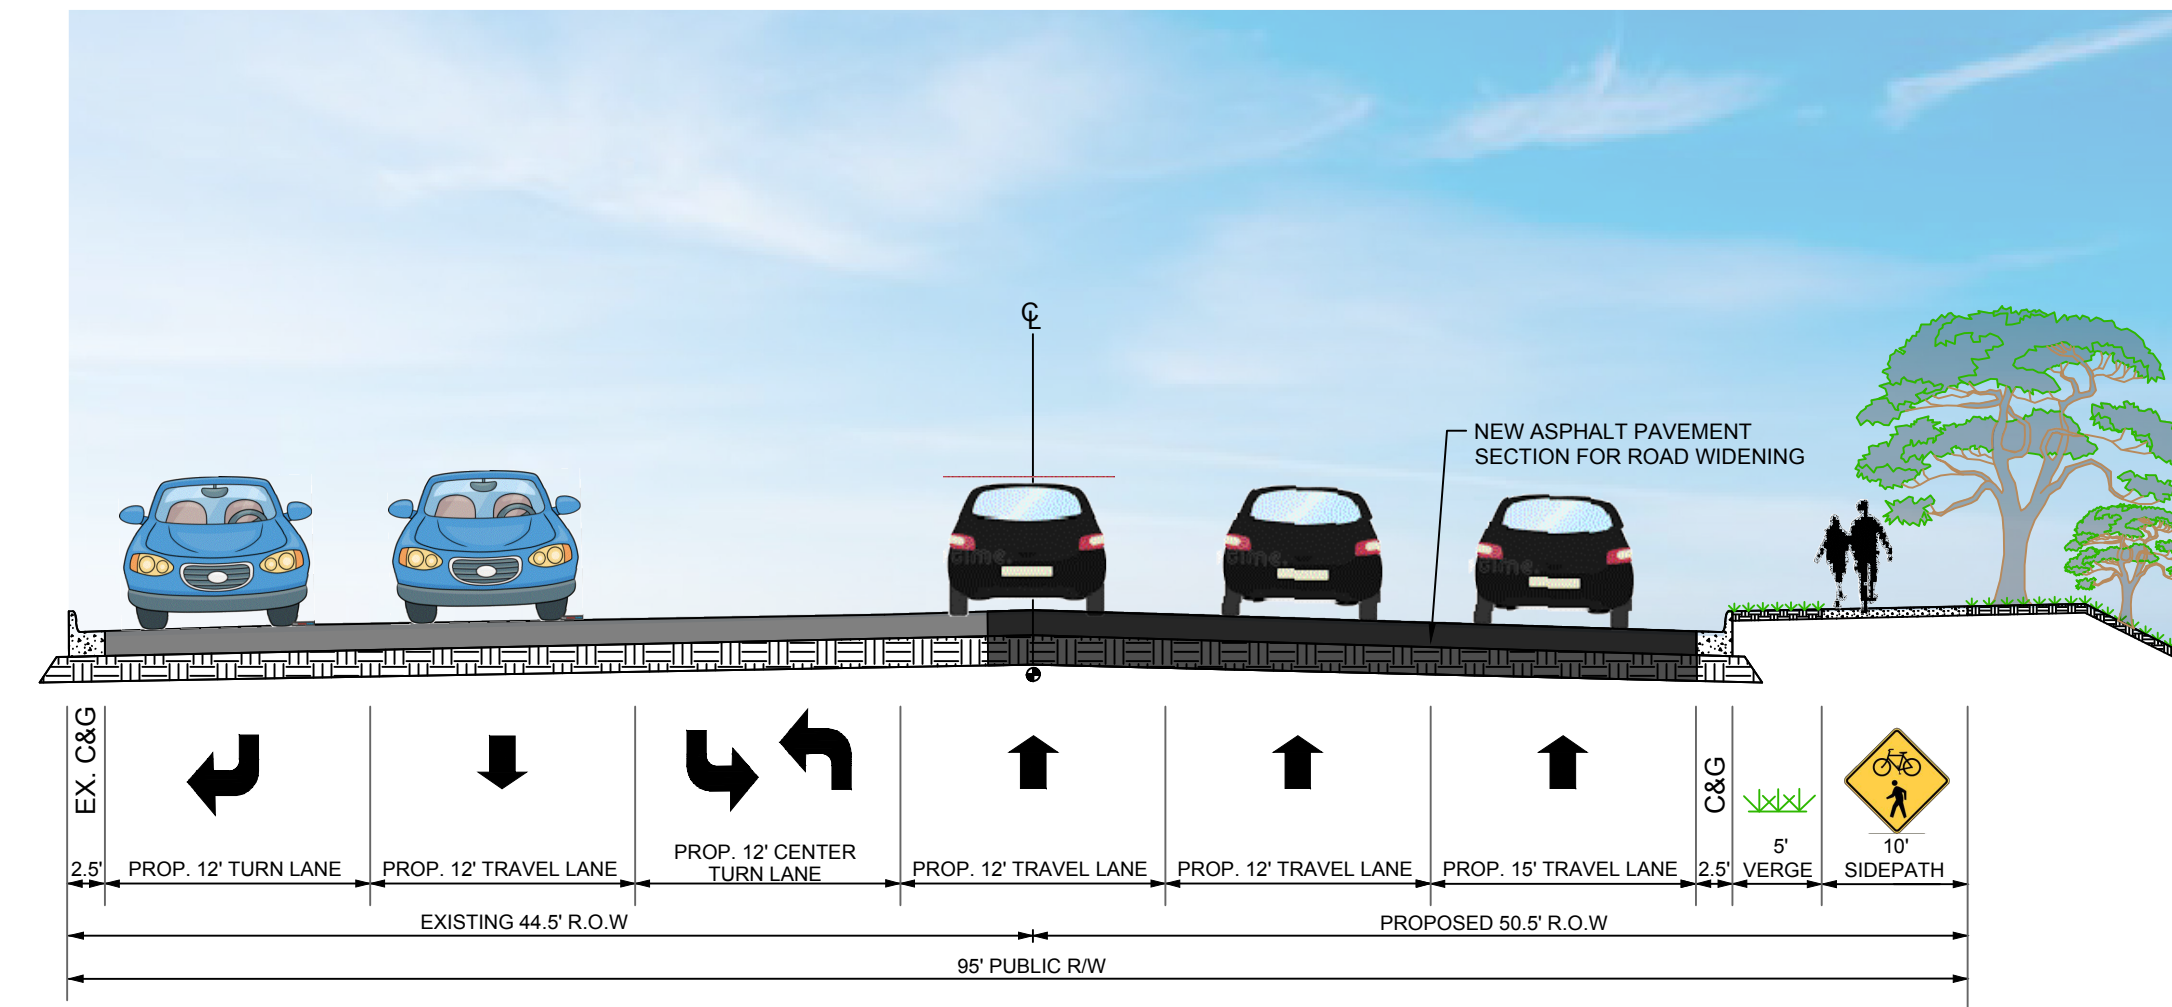 CL
NEW ASPHALT PAVEMENT
SECTION FOR ROAD WIDENING
EX. C&G
C&G
2.5'
PROP. 12' TURN LANE
PROP. 12' TRAVEL LANE
PROP. 12' CENTER
TURN LANE
PROP. 12' TRAVEL LANE
PROP. 12' TRAVEL LANE
PROP. 15' TRAVEL LANE
2.5'
5'
VERGE
10'
SIDEPATH
EXISTING 44.5' R.O.W
PROPOSED 50.5' R.O.W
95' PUBLIC R/W